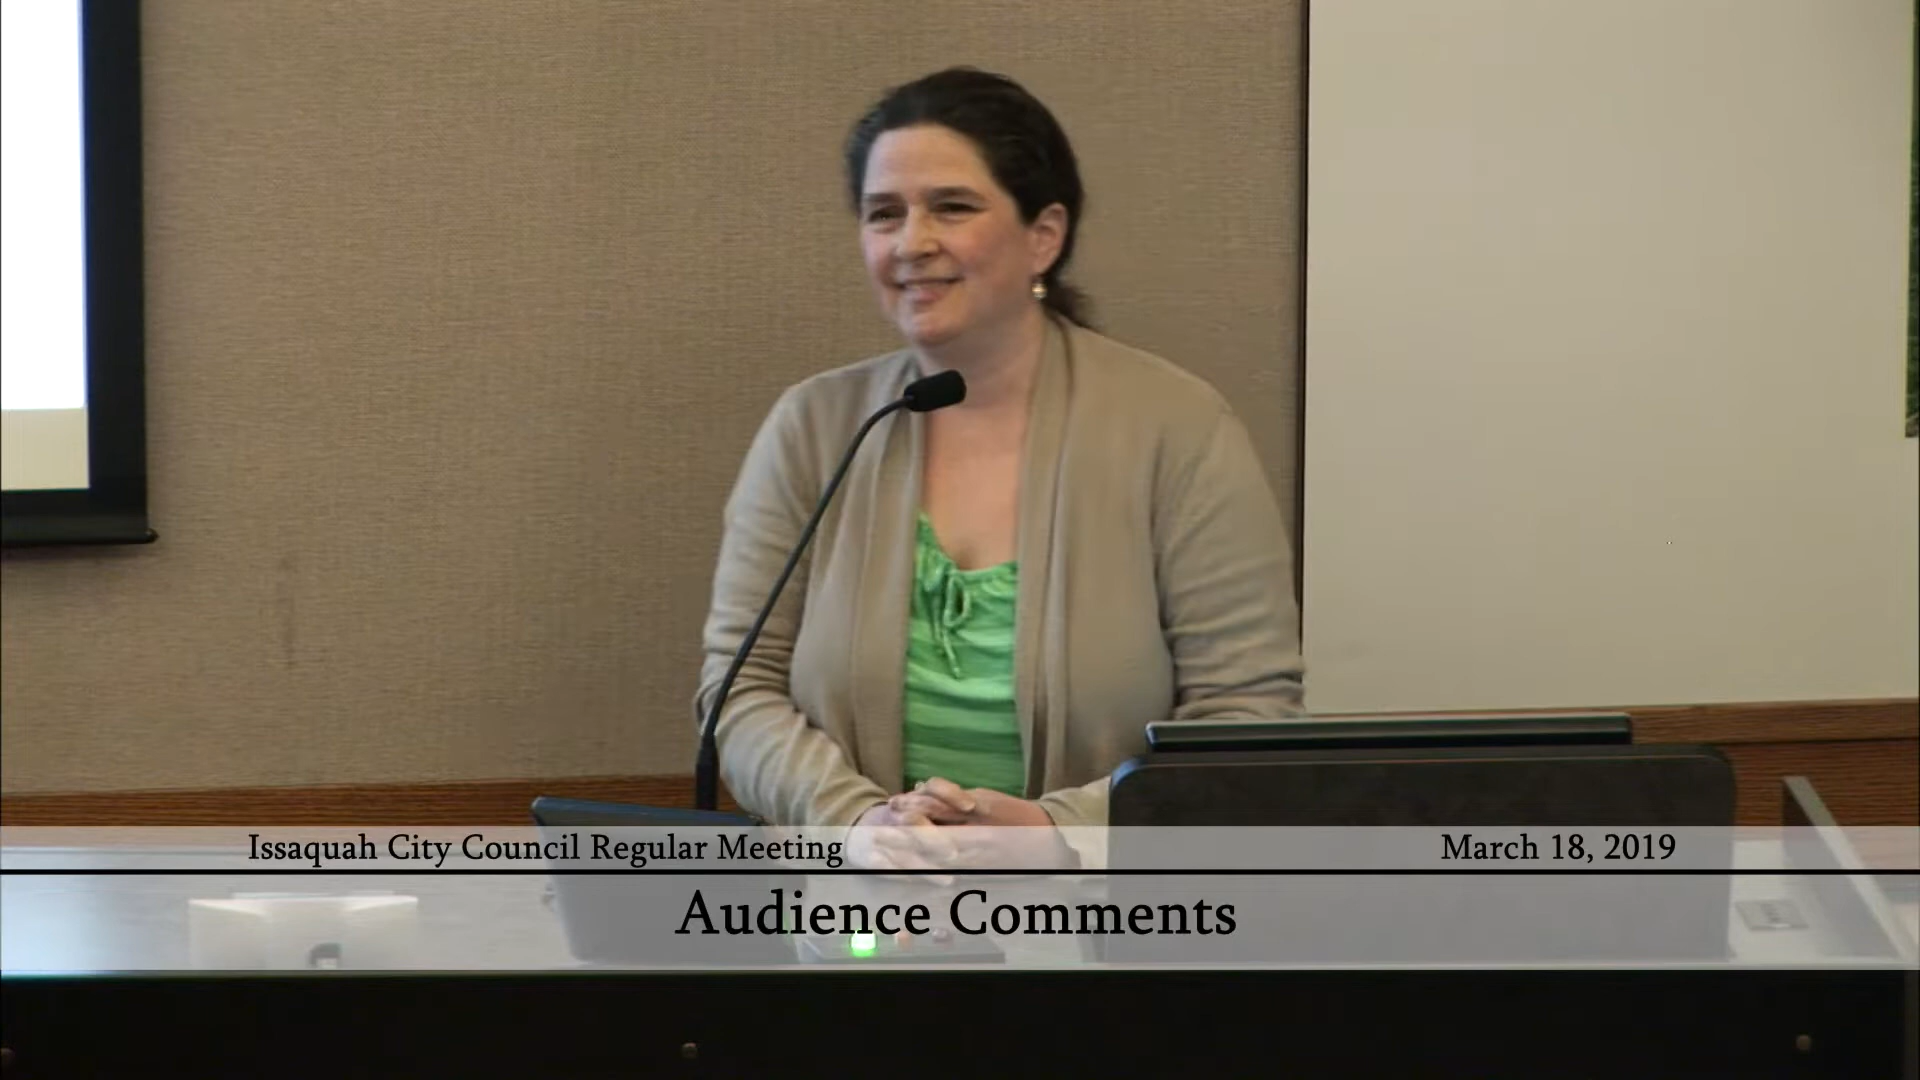 Issaquah City Council Regular Meeting
March 18, 2019
Audience Comments